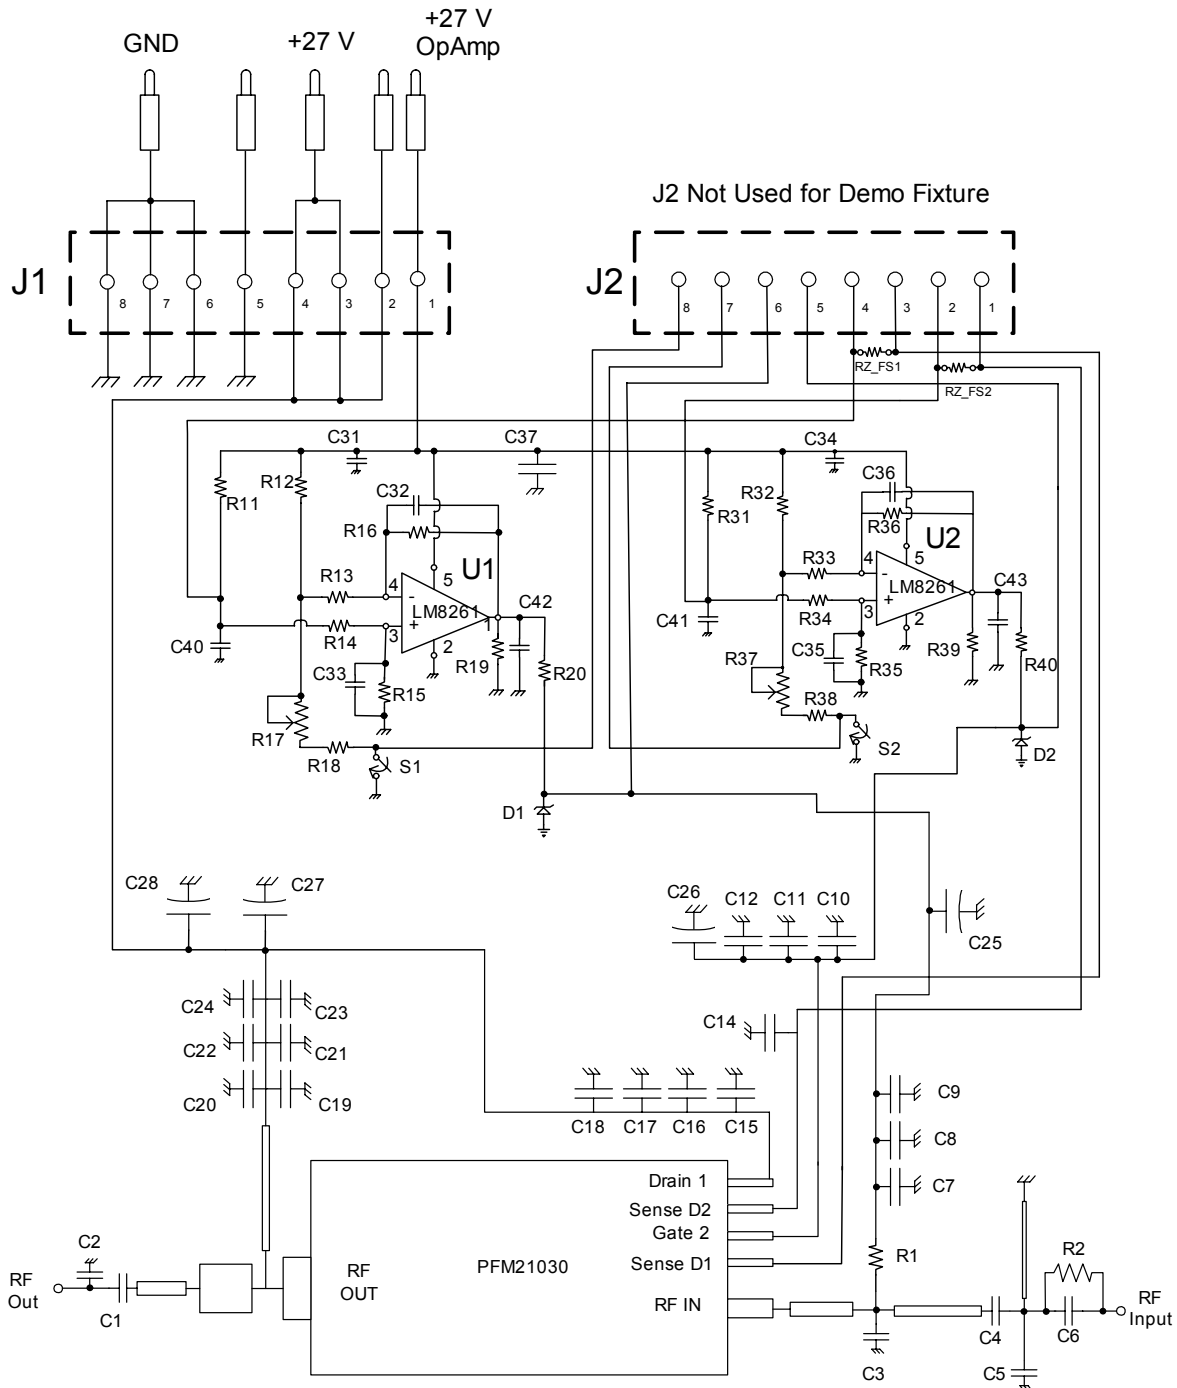 +27 V
OpAmp
GND
+27 V
J2 Not Used for Demo Fixture
J1
8
7
6
5
4
3
2
1
J2
8
7
6
5
4
3
2
1
RZ_FS1
RZ_FS2
C31
C37
C34
R11
R12
C32
R16
U1
R13
4
-
5
LM8261
1
C42
R14
3
+
2
C40
C33
R15
R19
R20
R17
R18
S1
D1
R31
R32
C36
R36
U2
R33
4
-
5
LM8261
C43
R34
3
+
2
C41
C35
R35
R39
R40
R37
R38
S2
D2
C28
C27
C26
C12
C11
C10
C25
C24
C23
C22
C21
C20
C19
C14
C18
C17
C16
C15
C9
C8
C7
Drain 1
Sense D2
Gate 2
Sense D1
RF IN
PFM21030
RF
OUT
R1
R2
C2
RF
Out
C1
C3
C4
C5
C6
RF
Input